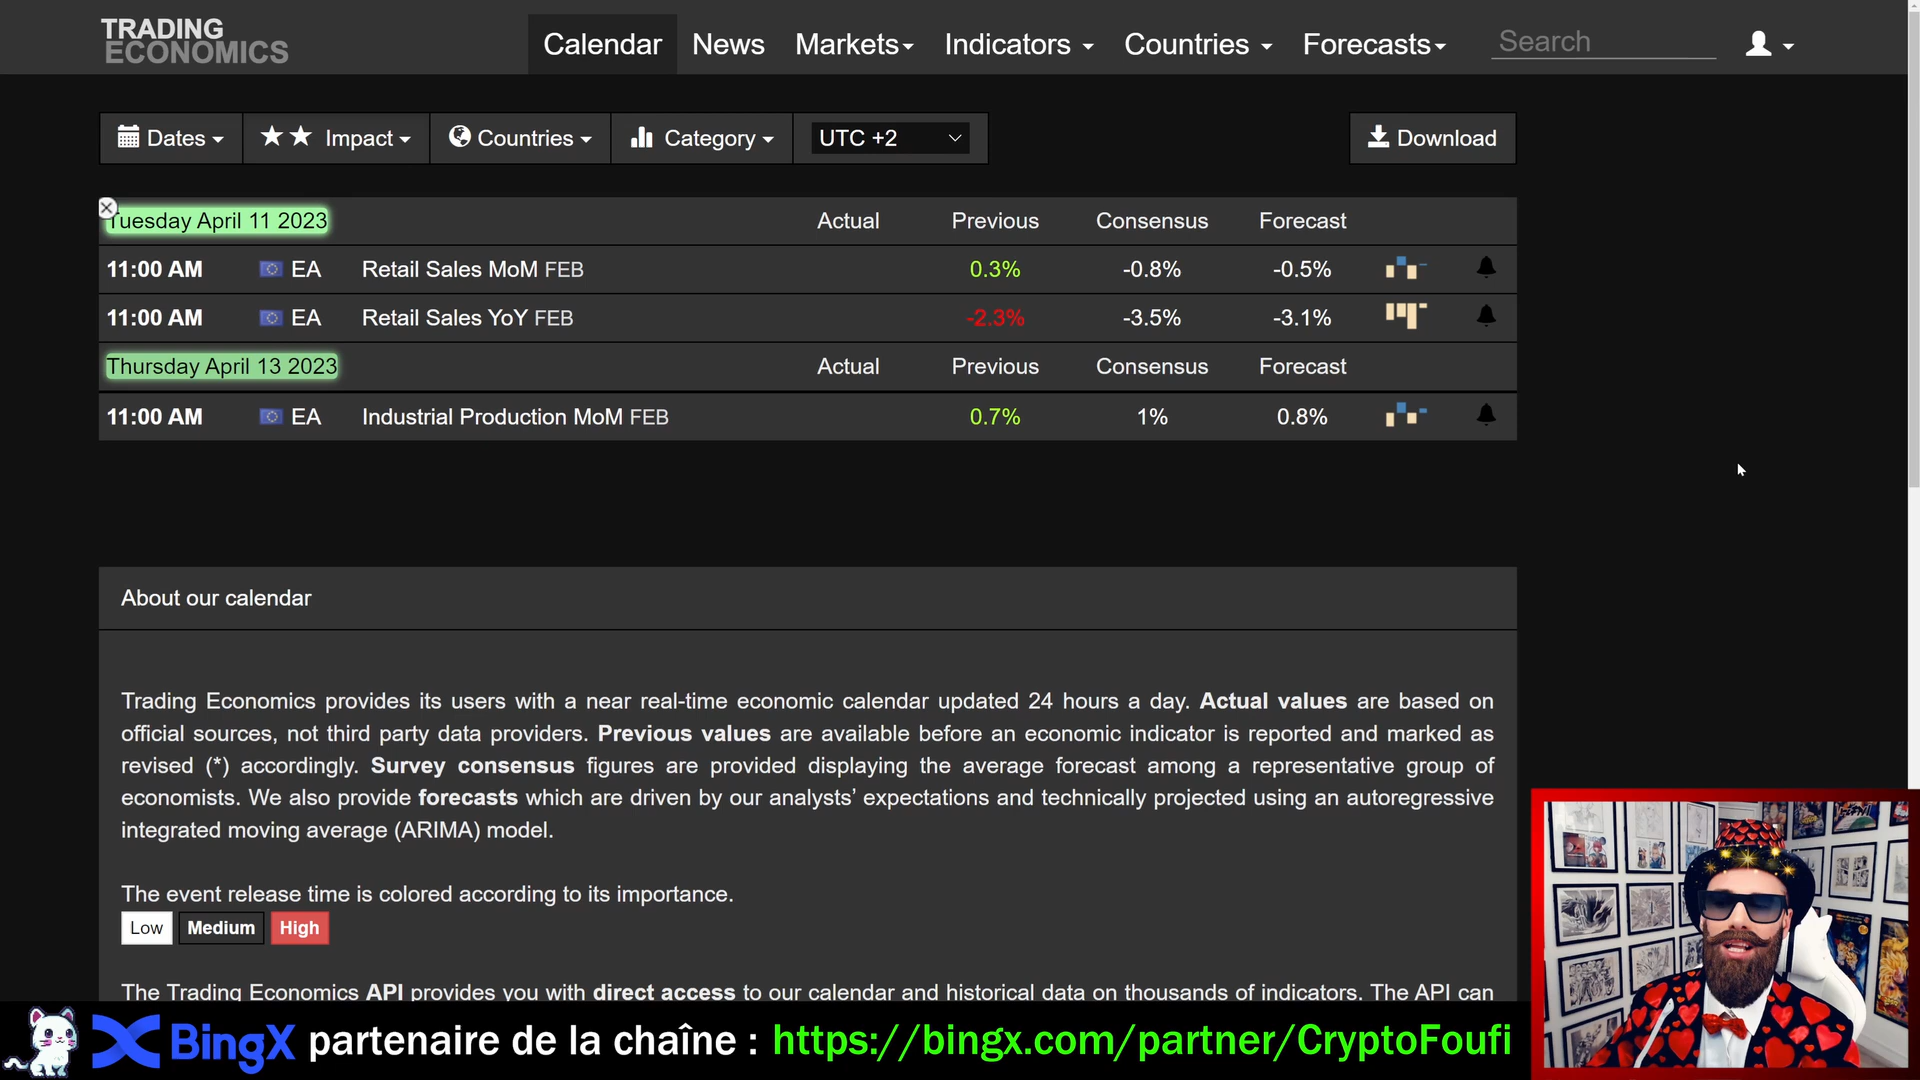 TRADING
ECONOMICS
Calendar News Markets Indicators Countries Forecasts Search
Dates Impact Countries Category UTC +2 Download
Tuesday April 11 2023 Actual Previous Consensus Forecast
11:00 AM EA Retail Sales MoM FEB 0.3% -0.8% -0.5%
11:00 AM EA Retail Sales YoY FEB -2.3% -3.5% -3.1%
Thursday April 13 2023 Actual Previous Consensus Forecast
11:00 AM EA Industrial Production MoM FEB 0.7% 1% 0.8%
About our calendar
Trading Economics provides its users with a near real-time economic calendar updated 24 hours a day. Actual values are based on
official sources, not third party data providers. Previous values are available before an economic indicator is reported and marked as
revised (*) accordingly. Survey consensus figures are provided displaying the average forecast among a representative group of
economists. We also provide forecasts which are driven by our analysts’ expectations and technically projected using an autoregressive
integrated moving average (ARIMA) model.
The event release time is colored according to its importance.
Low Medium High
The Trading Economics API provides you with direct access to our calendar and historical data on thousands of indicators. The API can
BingX partenaire de la chaîne : https://bingx.com/partner/CryptoFoufi